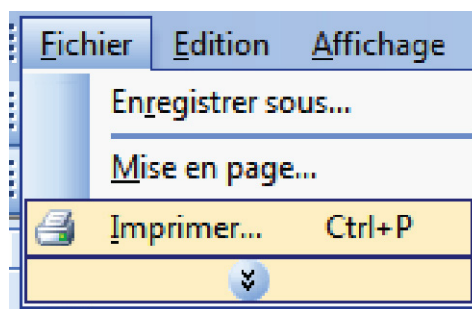 Fichier Edition Affichage
Enregistrer sous...
Mise en page...
Imprimer... Ctrl+P